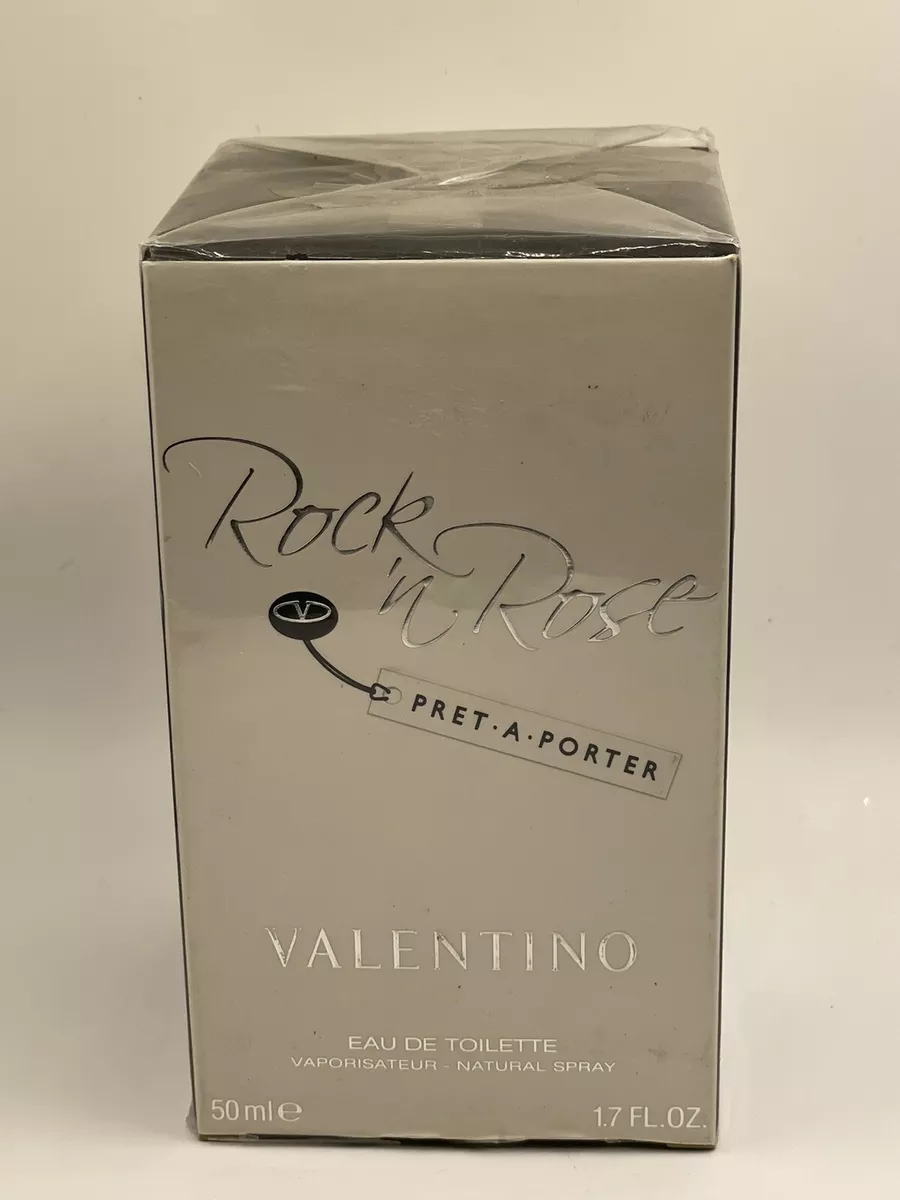 Rock
'n Rose
V
PRET·A·PORTER
VALENTINO
EAU DE TOILETTE
VAPORISATEUR - NATURAL SPRAY
50 ml e 1.7 FL.OZ.